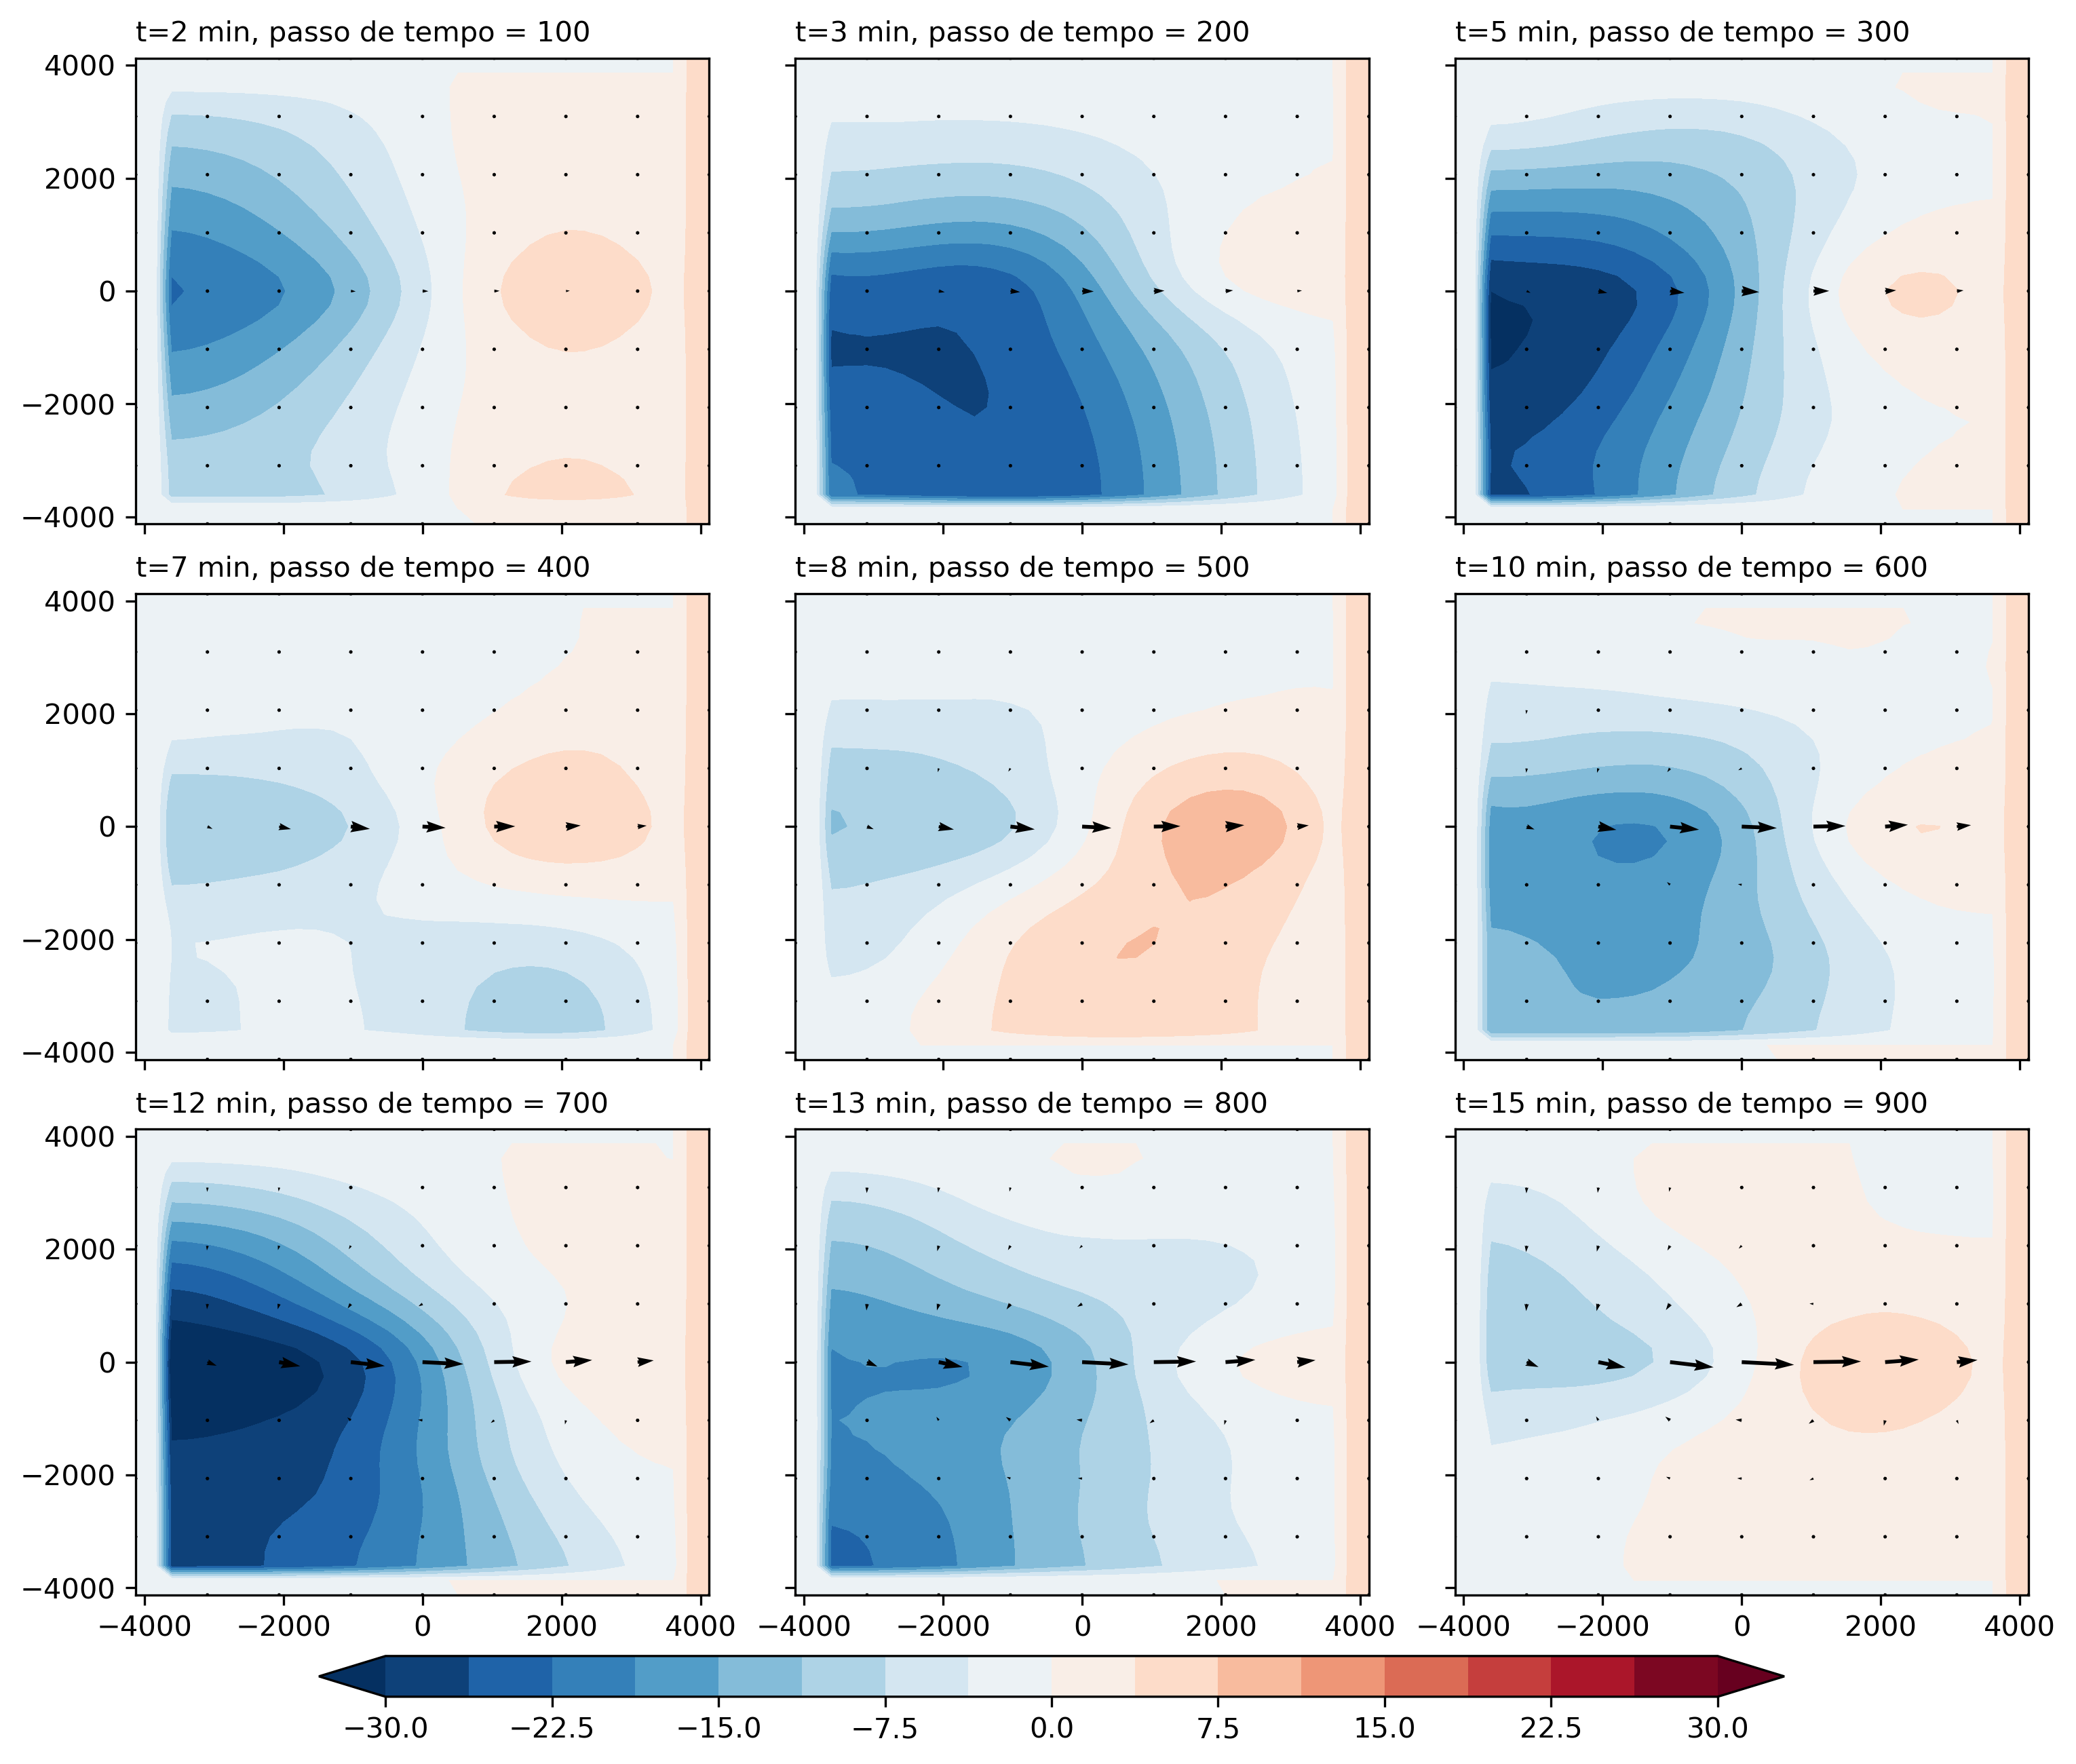 t=2 min, passo de tempo = 100
t=3 min, passo de tempo = 200
t=5 min, passo de tempo = 300
4000
2000
0
−2000
−4000
t=7 min, passo de tempo = 400
t=8 min, passo de tempo = 500
t=10 min, passo de tempo = 600
4000
2000
0
−2000
−4000
t=12 min, passo de tempo = 700
t=13 min, passo de tempo = 800
t=15 min, passo de tempo = 900
4000
2000
0
−2000
−4000
−4000 −2000 0 2000 4000
−4000 −2000 0 2000 4000
−4000 −2000 0 2000 4000
−30.0 −22.5 −15.0 −7.5 0.0 7.5 15.0 22.5 30.0